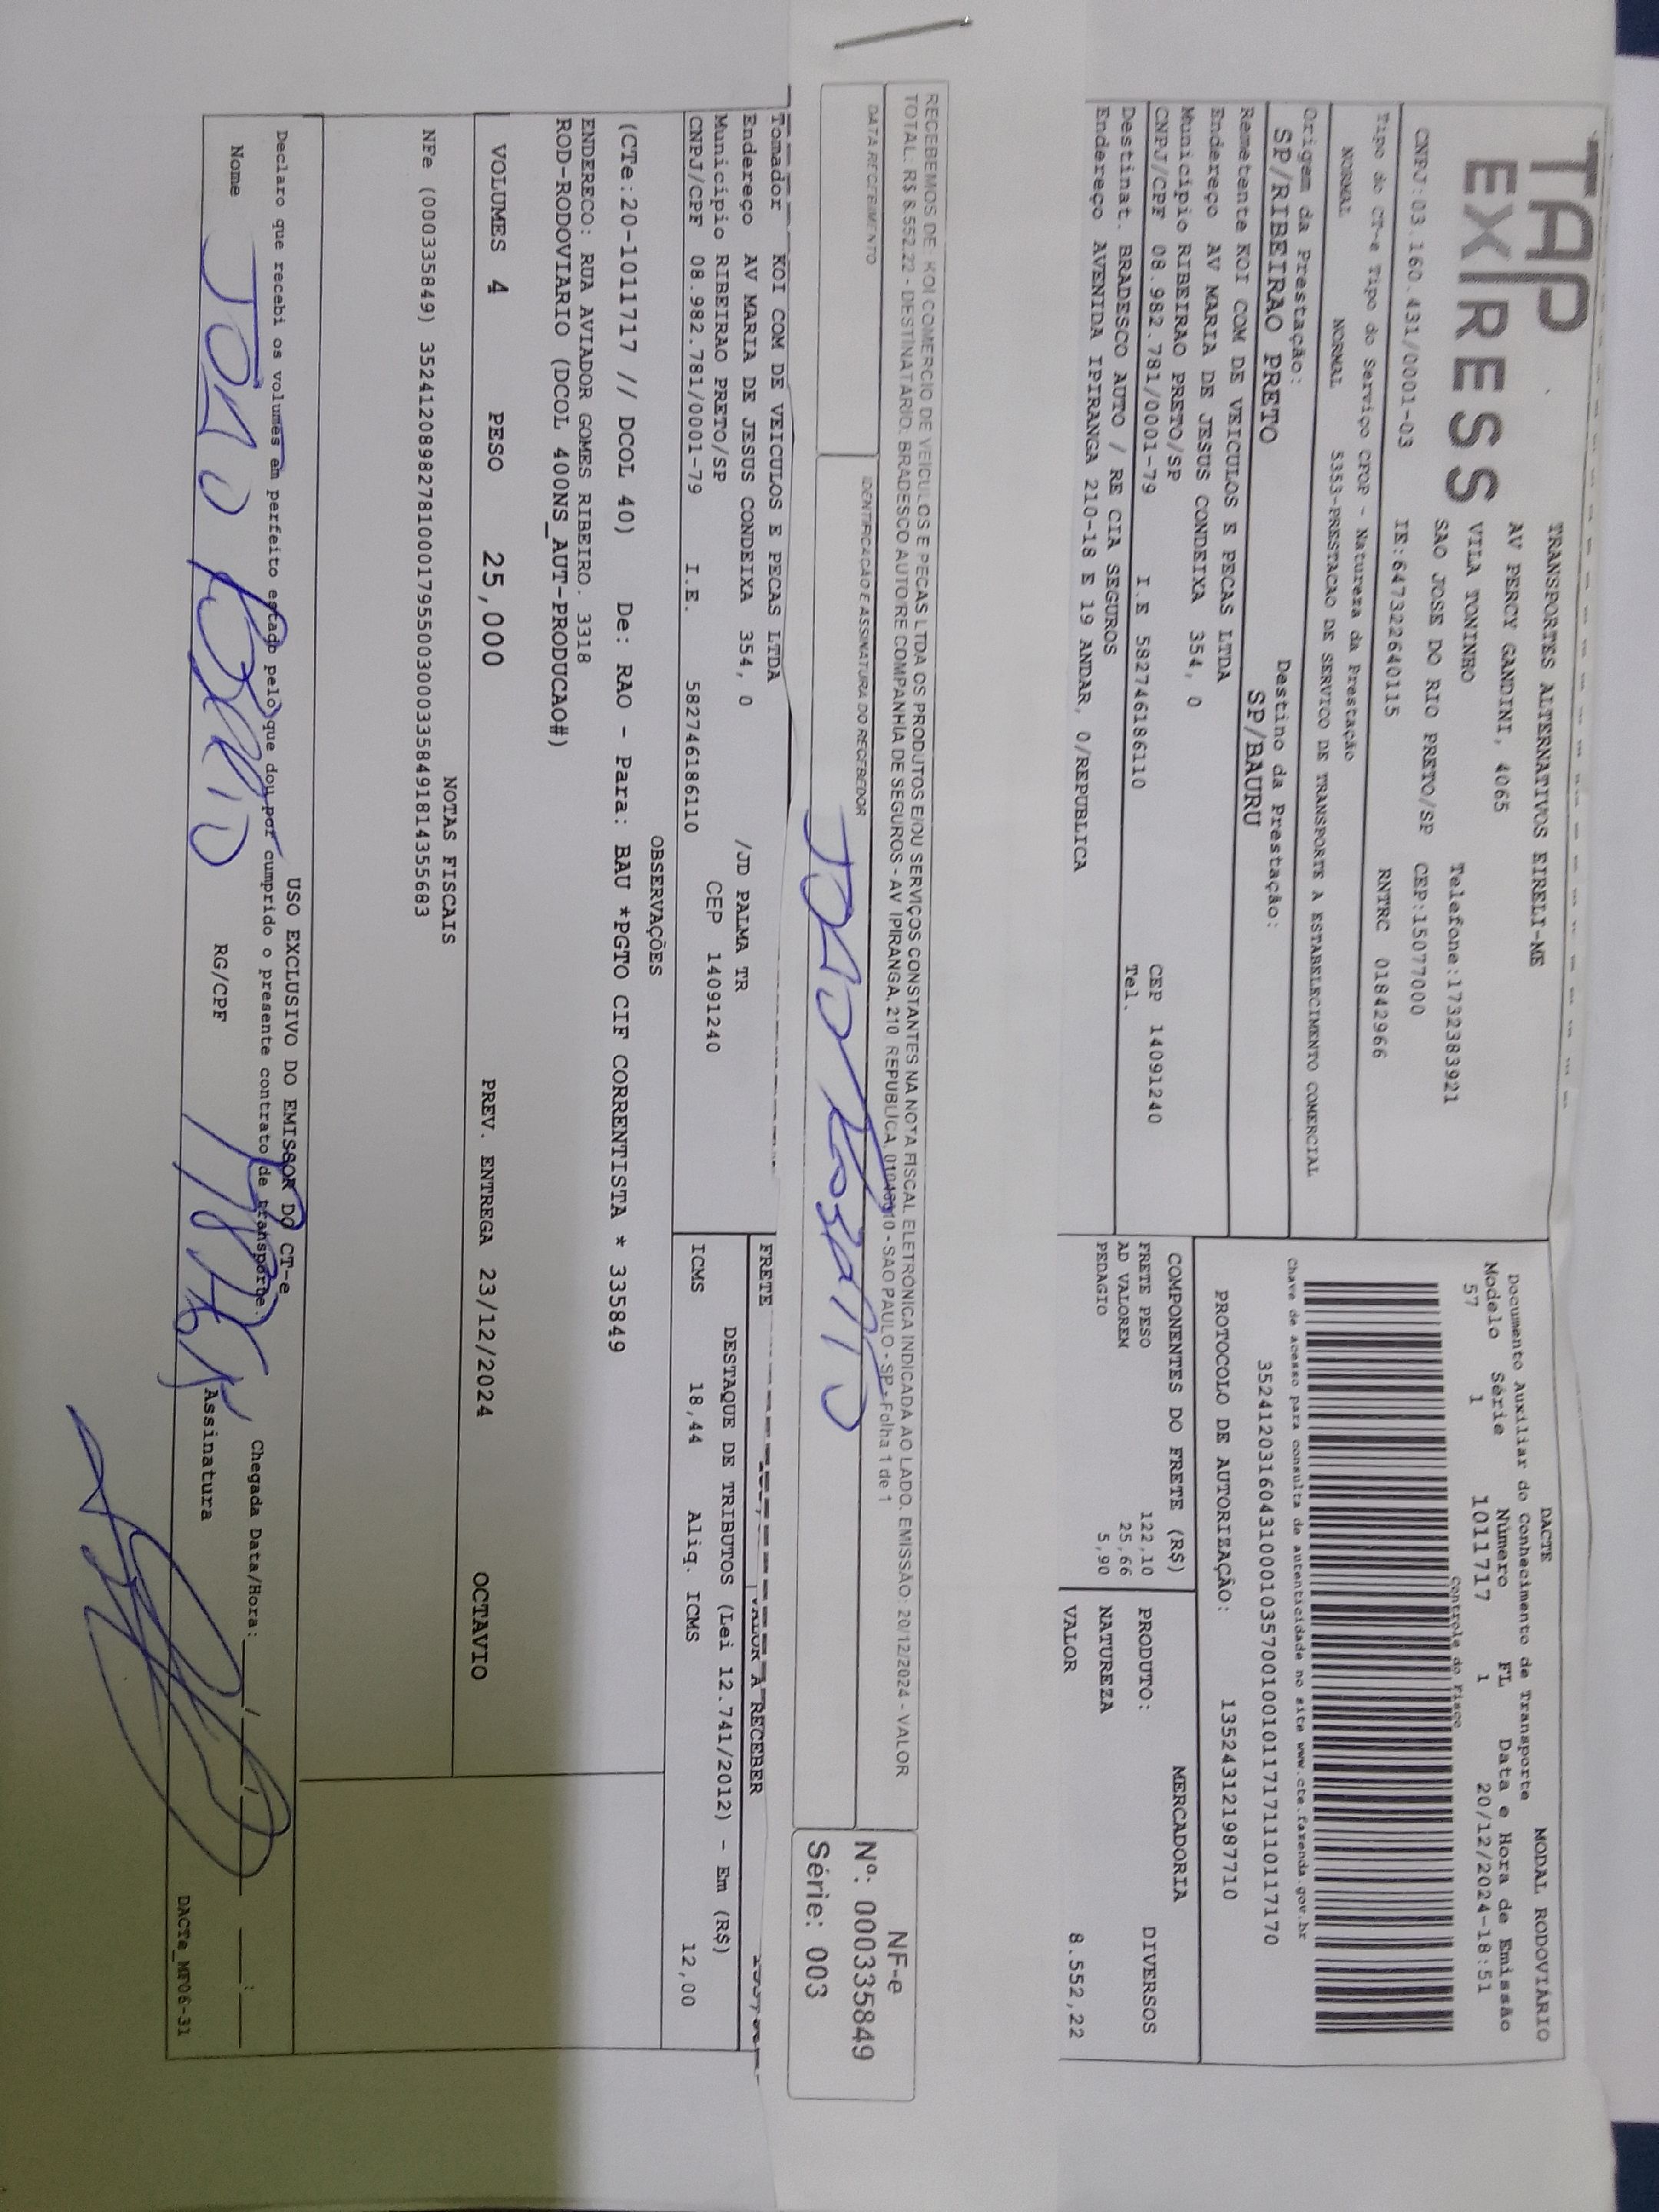 TAP
EXPRESS
TRANSPORTES ALTERNATIVOS EIRELI-ME
AV PERCY GANDINI, 4065
VILA TONINHO
SAO JOSE DO RIO PRETO/SP CEP:15077000
Telefone:1732383921
CNPJ:03.160.431/0001-03 IE:647322640115 RNTRC 01842966
Tipo do CT-e Tipo do Serviço CFOP - Natureza da Prestação
NORMAL NORMAL 5353-PRESTACAO DE SERVICO DE TRANSPORTE A ESTABELECIMENTO COMERCIAL
Origem da Prestação: Destino da Prestação:
SP/RIBEIRAO PRETO SP/BAURU
Remetente KOI COM DE VEICULOS E PECAS LTDA
Endereço AV MARIA DE JESUS CONDEIXA 354, 0
Município RIBEIRAO PRETO/SP CEP 14091240
CNPJ/CPF 08.982.781/0001-79 I.E 582746186110 Tel.
Destinat. BRADESCO AUTO / RE CIA SEGUROS
Endereço AVENIDA IPIRANGA 210-18 E 19 ANDAR, 0/REPUBLICA
DACTE MODAL RODOVIÁRIO
Documento Auxiliar do Conhecimento de Transporte
Modelo Série Número FL Data e Hora de Emissão
57 1 1011717 1 20/12/2024-18:51
Controle do Fisco
Chave de acesso para consulta de autenticidade no site www.cte.fazenda.gov.br
35241203160431000103570010010117171110117170
PROTOCOLO DE AUTORIZAÇÃO: 135243121987710
COMPONENTES DO FRETE (R$) MERCADORIA
FRETE PESO 122,10 PRODUTO: DIVERSOS
AD VALOREM 25,66
PEDAGIO 5,90 NATUREZA
VALOR 8.552,22
RECEBEMOS DE KOI COMERCIO DE VEICULOS E PECAS LTDA OS PRODUTOS E/OU SERVIÇOS CONSTANTES NA NOTA FISCAL ELETRÔNICA INDICADA AO LADO. EMISSÃO: 20/12/2024 - VALOR
TOTAL: R$ 8.552,22 - DESTINATÁRIO: BRADESCO AUTO/RE COMPANHIA DE SEGUROS - AV IPIRANGA, 210 REPUBLICA, - SAO PAULO - SP - Folha 1 de 1
DATA RECEBIMENTO IDENTIFICAÇÃO E ASSINATURA DO RECEBEDOR
JOAO
NF-e
Nº: 000335849
Série: 003
Tomador KOI COM DE VEICULOS E PECAS LTDA
Endereço AV MARIA DE JESUS CONDEIXA 354, 0 /JD PALMA TR
Município RIBEIRAO PRETO/SP CEP 14091240
CNPJ/CPF 08.982.781/0001-79 I.E. 582746186110
FRETE VALOR A RECEBER
DESTAQUE DE TRIBUTOS (Lei 12.741/2012) - Em (R$)
ICMS 18,44 Aliq. ICMS 12,00
OBSERVAÇÕES
(CTe:20-1011717 // DCOL 40) De: RAO - Para: BAU *PGTO CIF CORRENTISTA * 335849
ENDERECO: RUA AVIADOR GOMES RIBEIRO. 3318
ROD-RODOVIARIO (DCOL 400NS_AUT-PRODUCAO#)
VOLUMES 4 PESO 25,000 PREV. ENTREGA 23/12/2024 OCTAVIO
NOTAS FISCAIS
NFe (000335849) 35241208982781000179550030003358491814355683
USO EXCLUSIVO DO EMISSOR DO CT-e
Declaro que recebi os volumes em perfeito estado pelo que dou por cumprido o presente contrato de transporte.
Chegada Data/Hora: ___/___/___ ___:___
Nome JOAO RG/CPF Assinatura
DACTe_MF06-31